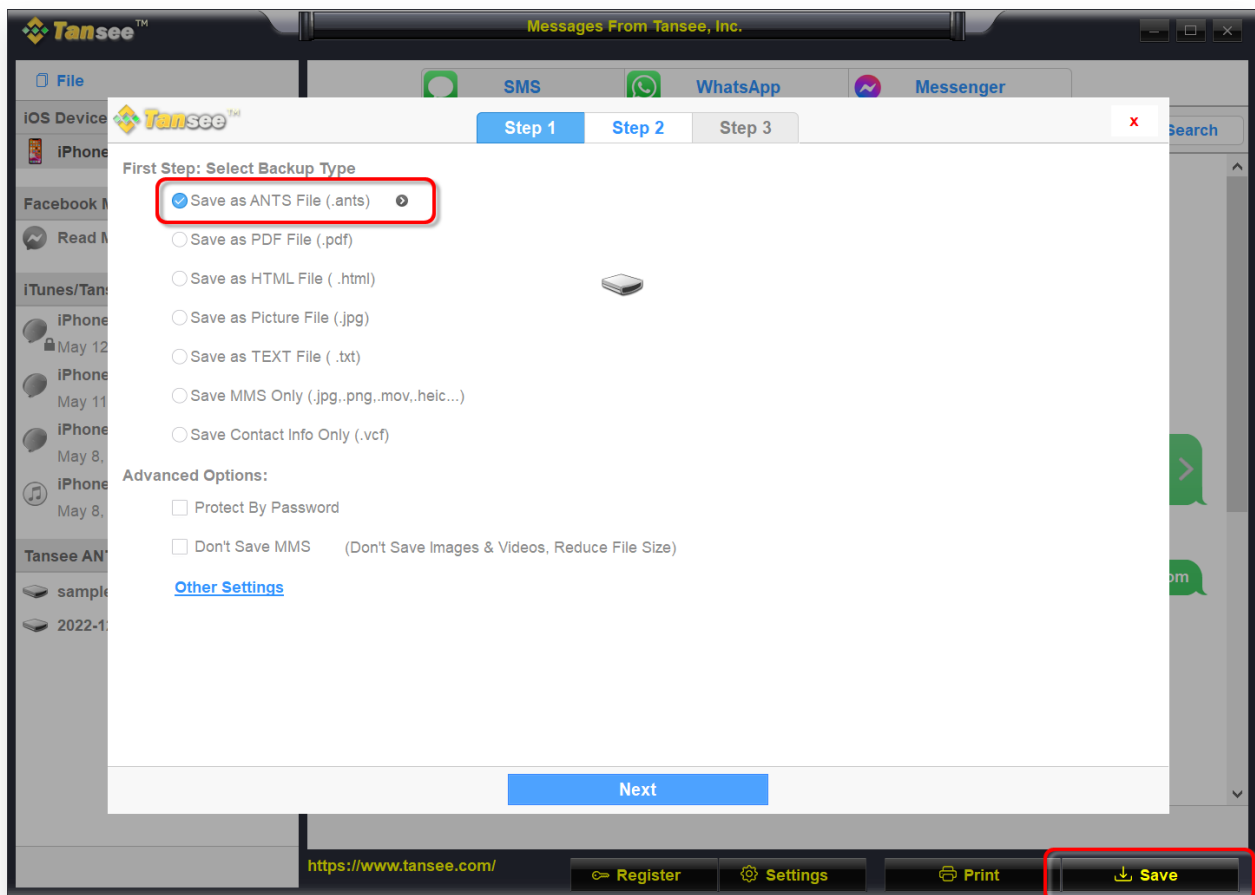 Tansee™
Messages From Tansee, Inc.
File
SMS
WhatsApp
Messenger
iOS Device
Tansee™
Step 1
Step 2
Step 3
x
Search
iPhone
First Step: Select Backup Type
Save as ANTS File (.ants)
Facebook M
Read M
Save as PDF File (.pdf)
Save as HTML File ( .html)
iTunes/Tans
iPhone
May 12
Save as Picture File (.jpg)
Save as TEXT File ( .txt)
iPhone
May 11
Save MMS Only (.jpg,.png,.mov,.heic...)
iPhone
May 8,
Save Contact Info Only (.vcf)
iPhone
May 8,
Advanced Options:
Protect By Password
Tansee AN
Don't Save MMS (Don't Save Images & Videos, Reduce File Size)
om
sample
Other Settings
2022-1
Next
https://www.tansee.com/
Register
Settings
Print
Save